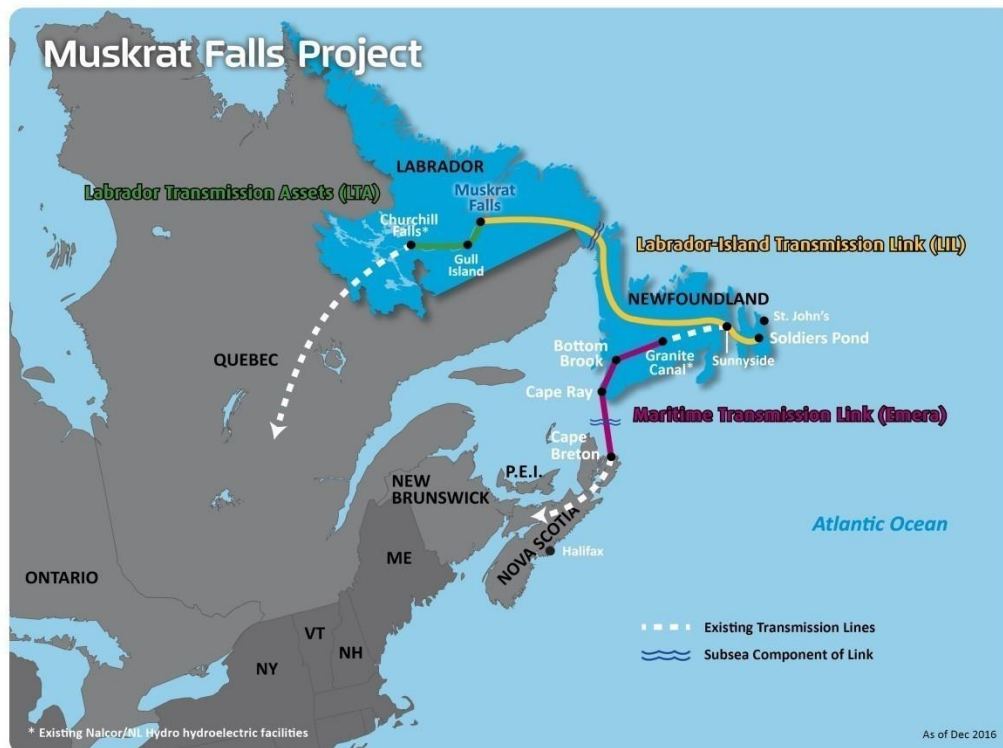 Muskrat Falls Project
LABRADOR
Labrador Transmission Assets (LTA)
Muskrat
Falls
Churchill
Falls*
Gull
Island
Labrador-Island Transmission Link (LIL)
NEWFOUNDLAND
St. John's
Soldiers Pond
Sunnyside
Granite
Canal*
Bottom
Brook
QUEBEC
Cape Ray
Maritime Transmission Link (Emera)
Cape
Breton
P.E.I.
NEW
BRUNSWICK
NOVA SCOTIA
Halifax
Atlantic Ocean
ME
ONTARIO
VT
NH
NY
Existing Transmission Lines
Subsea Component of Link
* Existing Nalcor/NL Hydro hydroelectric facilities
As of Dec 2016